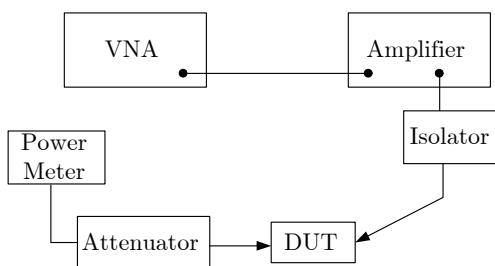 VNA
Amplifier
Isolator
Power
Meter
Attenuator
DUT